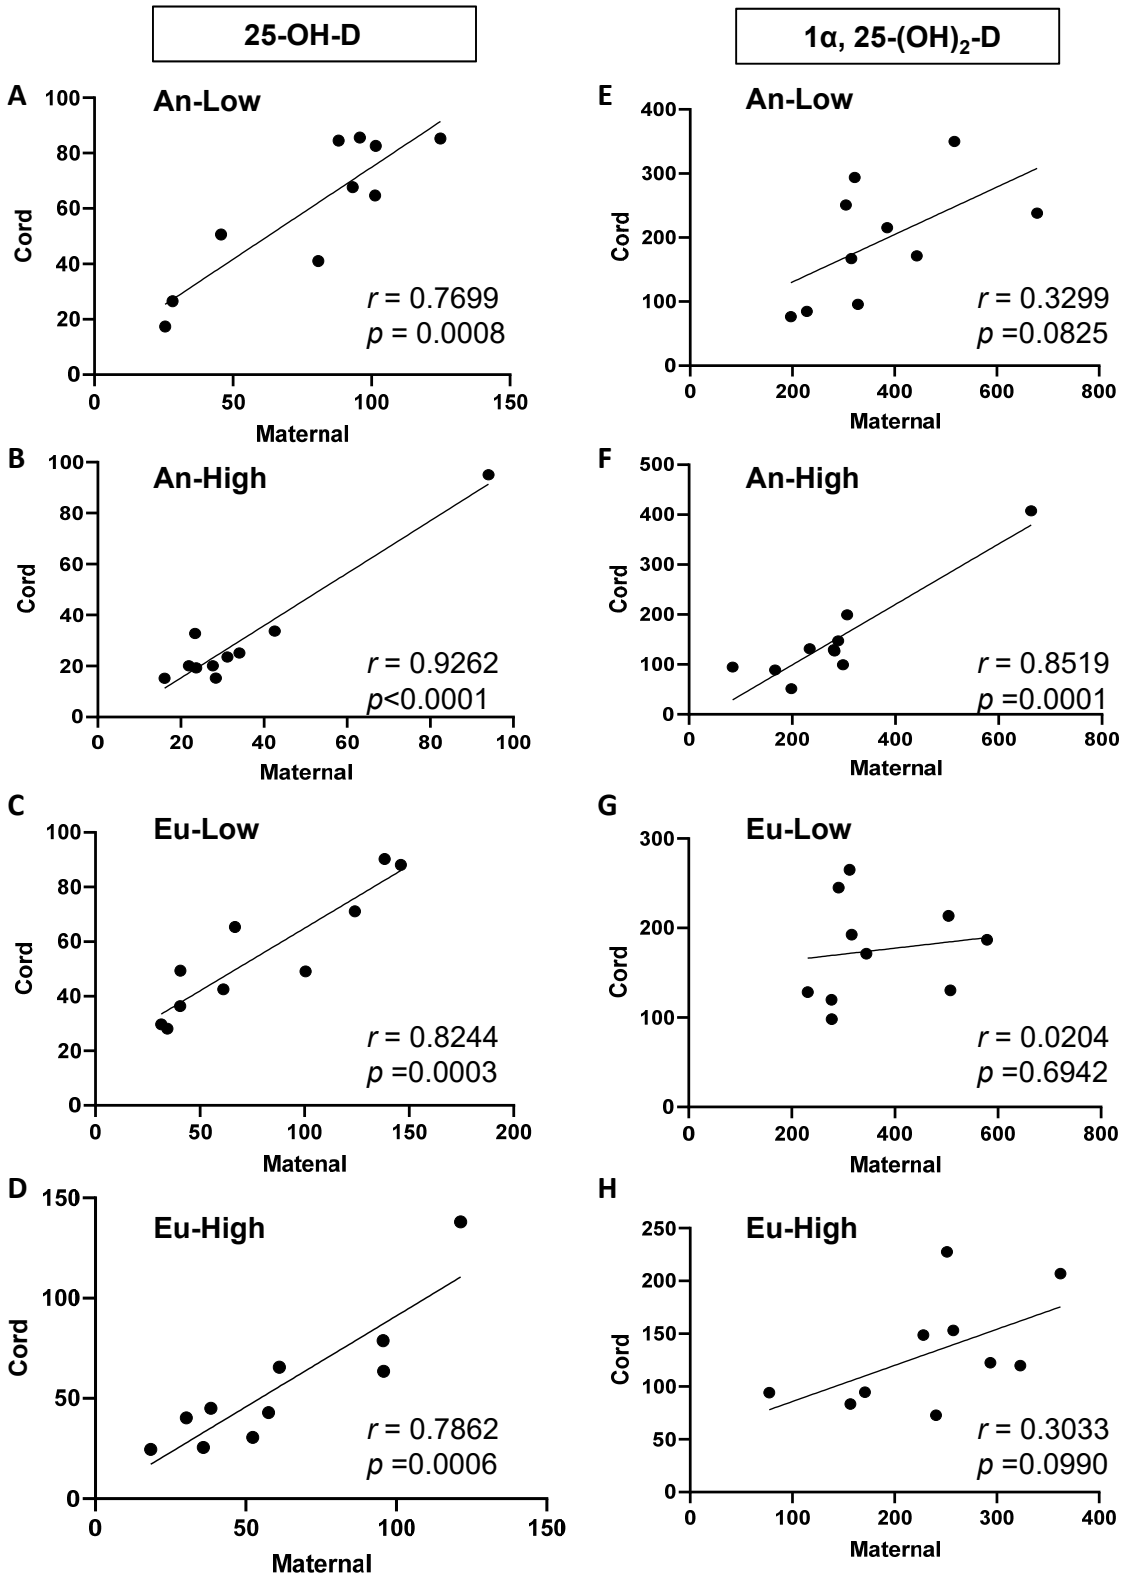 25-OH-D
1α, 25-(OH)₂-D
A
An-Low
100
80
60
40
20
0
Cord
r = 0.7699
p = 0.0008
0 50 100 150
Maternal
E
An-Low
400
300
200
100
0
Cord
r = 0.3299
p =0.0825
0 200 400 600 800
Maternal
B
An-High
100
80
60
40
20
0
Cord
r = 0.9262
p<0.0001
0 20 40 60 80 100
Maternal
F
An-High
500
400
300
200
100
0
Cord
r = 0.8519
p =0.0001
0 200 400 600 800
Maternal
C
Eu-Low
100
80
60
40
20
0
Cord
r = 0.8244
p =0.0003
0 50 100 150 200
Matenal
G
Eu-Low
300
200
100
0
Cord
r = 0.0204
p =0.6942
0 200 400 600 800
Maternal
D
Eu-High
150
100
50
0
Cord
r = 0.7862
p =0.0006
0 50 100 150
Maternal
H
Eu-High
250
200
150
100
50
0
Cord
r = 0.3033
p =0.0990
0 100 200 300 400
Maternal